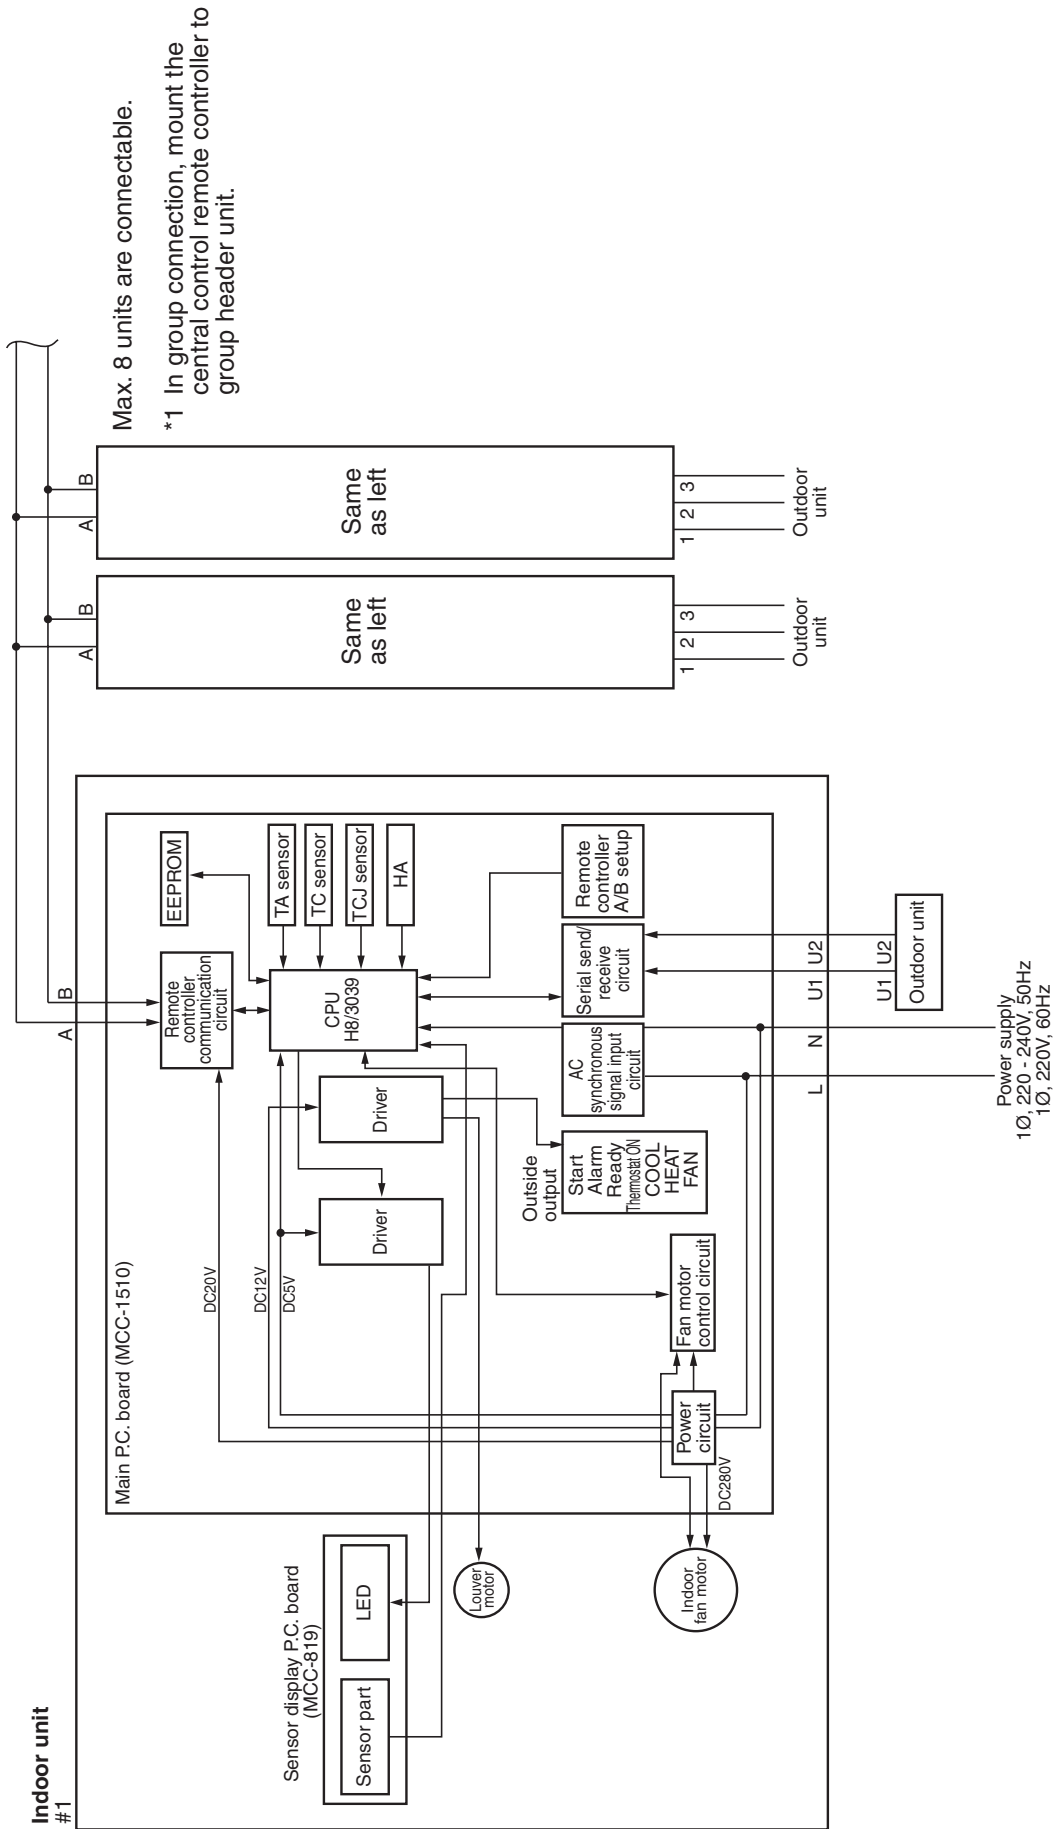 Indoor unit
#1
Sensor display P.C. board
(MCC-819)
Sensor part
LED
Louver
motor
Indoor
fan motor
Main P.C. board (MCC-1510)
DC20V
DC12V
DC5V
DC280V
Power
circuit
Fan motor
control circuit
Driver
Driver
Outside
output
Start
Alarm
Ready
Thermostat ON
COOL
HEAT
FAN
Remote
controller
communication
circuit
CPU
H8/3039
AC
synchronous
signal input
circuit
Serial send/
receive
circuit
Remote
controller
A/B setup
EEPROM
TA sensor
TC sensor
TCJ sensor
HA
A
B
L
N
U1
U2
U1
U2
Outdoor unit
Power supply
1Ø, 220 - 240V, 50Hz
1Ø, 220V, 60Hz
A
B
Same
as left
1
2
3
Outdoor
unit
A
B
Same
as left
1
2
3
Outdoor
unit
Max. 8 units are connectable.
*1 In group connection, mount the
central control remote controller to
group header unit.